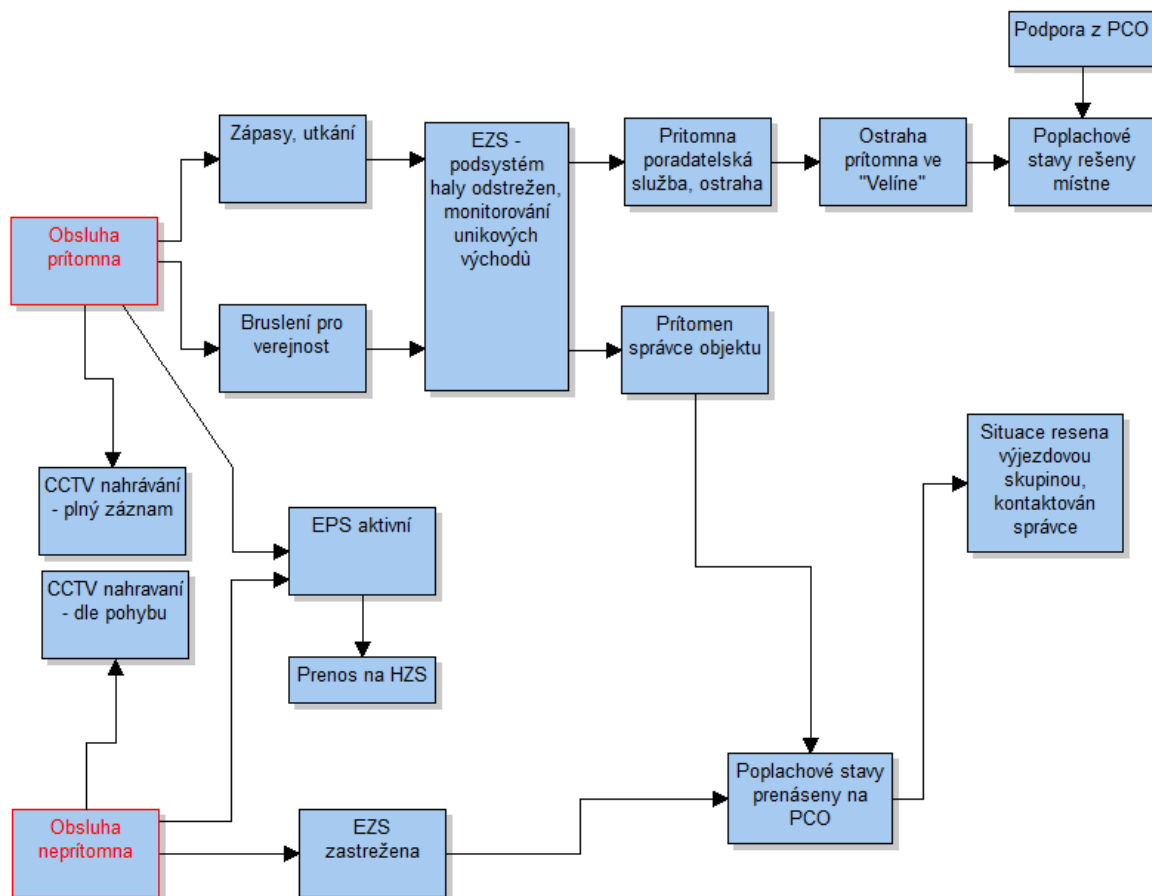 Podpora z PCO
Zápasy, utkání
EZS -
podsystém
haly odstrežen,
monitorování
unikových
východů
Pritomna
poradatelská
služba, ostraha
Ostraha
prítomna ve
"Velíne"
Poplachové
stavy rešeny
místne
Obsluha
prítomna
Bruslení pro
verejnost
Prítomen
správce objektu
Situace resena
výjezdovou
skupinou,
kontaktován
správce
CCTV nahrávání
- plný záznam
EPS aktivní
CCTV nahravaní
- dle pohybu
Prenos na HZS
Poplachové stavy
prenáseny na
PCO
Obsluha
neprítomna
EZS
zastrežena